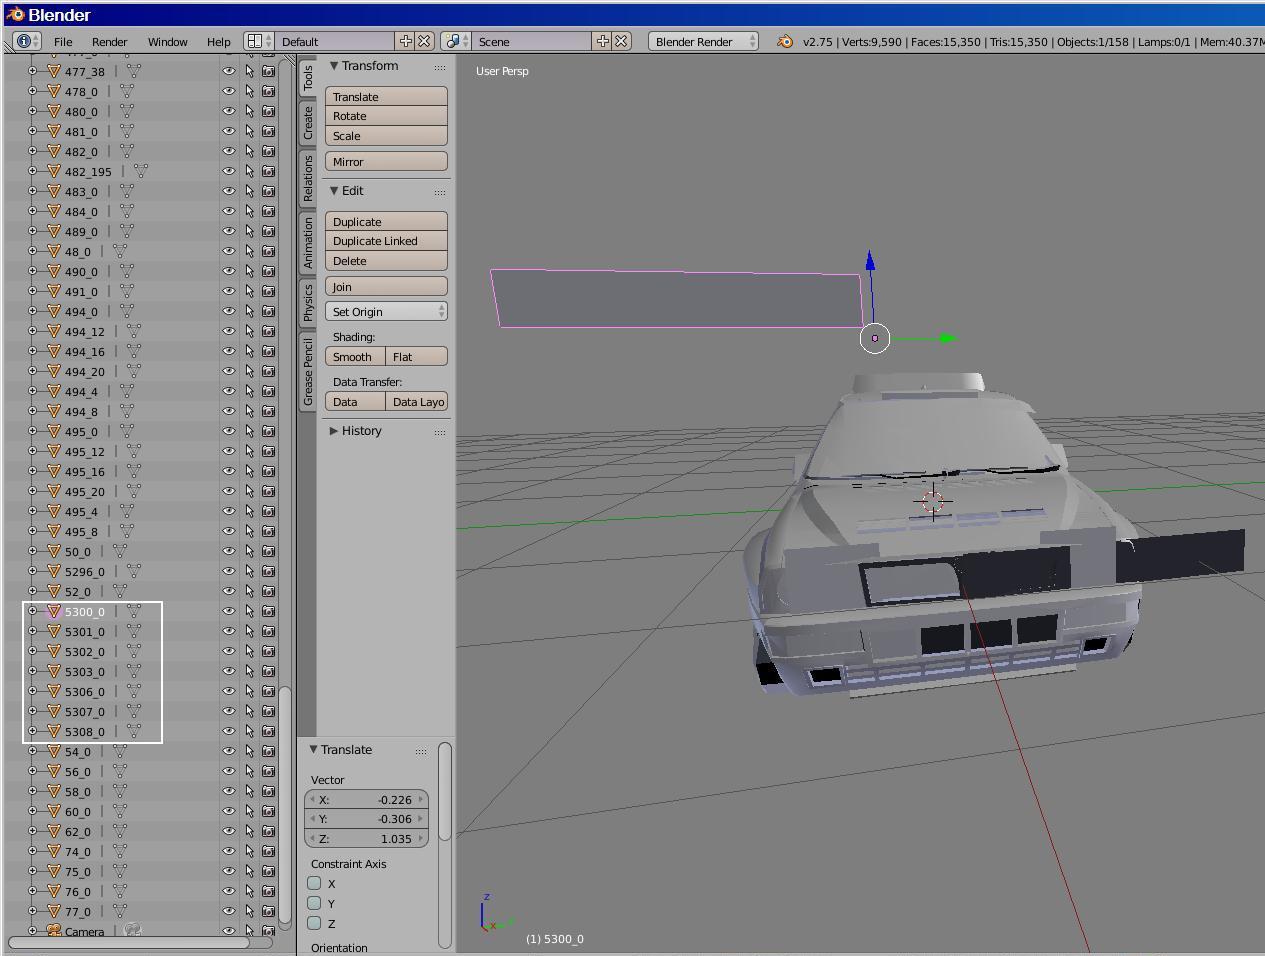 Blender
File Render Window Help Default Scene Blender Render v2.75 | Verts:9,590 | Faces:15,350 | Tris:15,350 | Objects:1/158 | Lamps:0/1 | Mem:40.37M
477_38
478_0
480_0
481_0
482_0
482_195
483_0
484_0
489_0
48_0
490_0
491_0
494_0
494_12
494_16
494_20
494_4
494_8
495_0
495_12
495_16
495_20
495_4
495_8
50_0
5296_0
52_0
5300_0
5301_0
5302_0
5303_0
5306_0
5307_0
5308_0
54_0
56_0
58_0
60_0
62_0
74_0
75_0
76_0
77_0
Camera
Tools
Create
Relations
Animation
Physics
Grease Pencil
Transform
Translate
Rotate
Scale
Mirror
Edit
Duplicate
Duplicate Linked
Delete
Join
Set Origin
Shading:
Smooth Flat
Data Transfer:
Data Data Layo
History
Translate
Vector
X: -0.226
Y: -0.306
Z: 1.035
Constraint Axis
X
Y
Z
Orientation
User Persp
z
x
(1) 5300_0